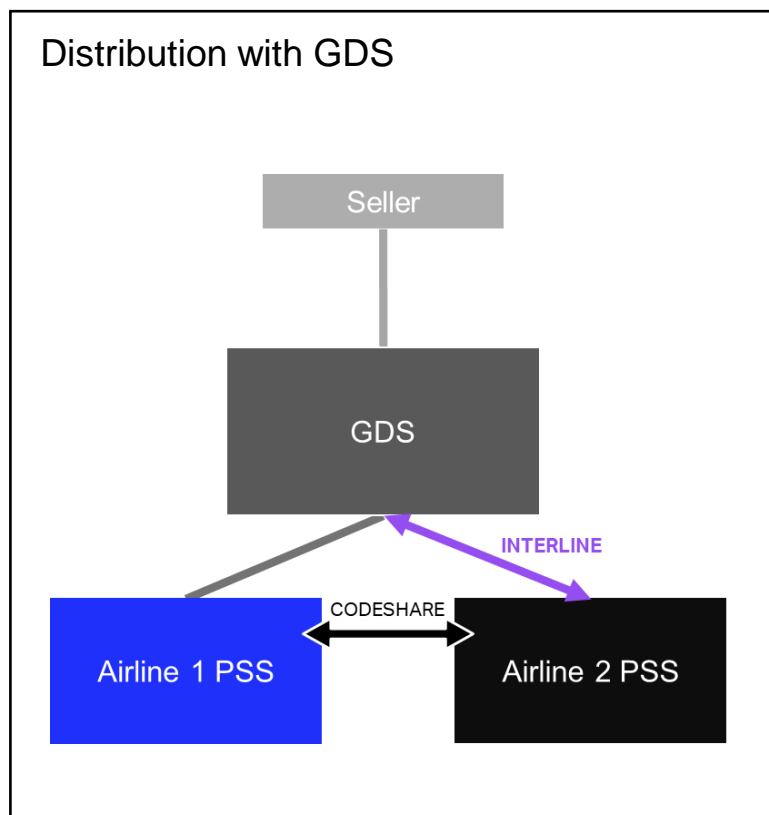 Distribution with GDS
Seller
GDS
INTERLINE
CODESHARE
Airline 1 PSS
Airline 2 PSS